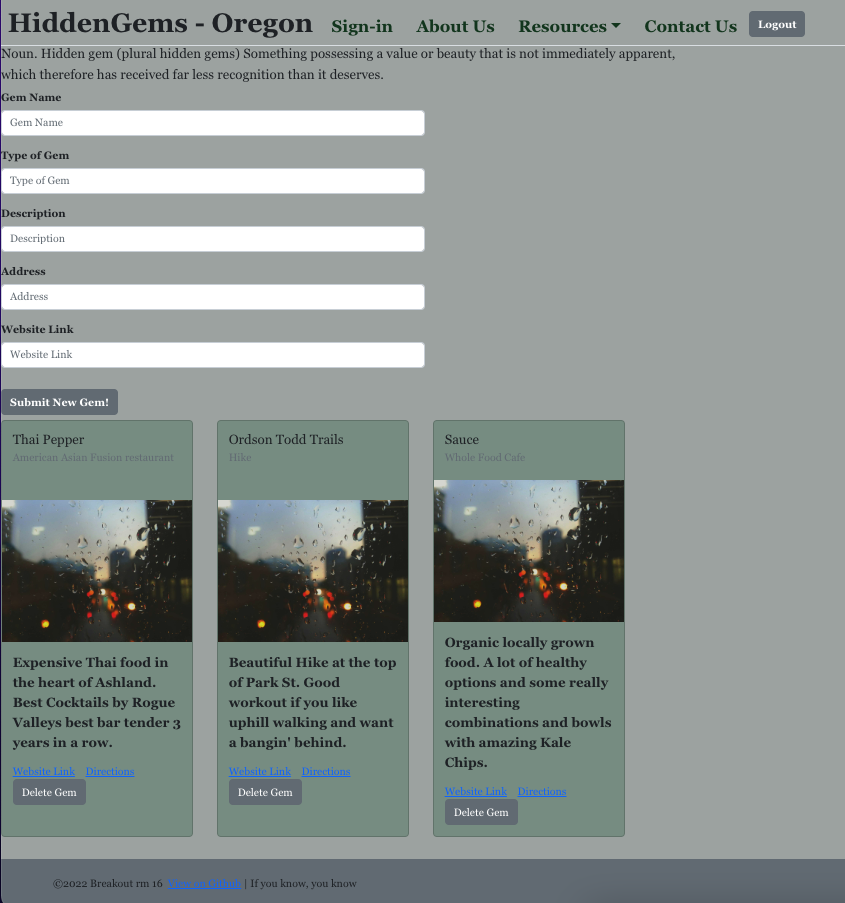 HiddenGems - Oregon Sign-in About Us Resources Contact Us Logout
Noun. Hidden gem (plural hidden gems) Something possessing a value or beauty that is not immediately apparent,
which therefore has received far less recognition than it deserves.
Gem Name
Gem Name
Type of Gem
Type of Gem
Description
Description
Address
Address
Website Link
Website Link
Submit New Gem!
Thai Pepper
American Asian Fusion restaurant
Expensive Thai food in
the heart of Ashland.
Best Cocktails by Rogue
Valleys best bar tender 3
years in a row.
Website Link Directions
Delete Gem
Ordson Todd Trails
Hike
Beautiful Hike at the top
of Park St. Good
workout if you like
uphill walking and want
a bangin' behind.
Website Link Directions
Delete Gem
Sauce
Whole Food Cafe
Organic locally grown
food. A lot of healthy
options and some really
interesting
combinations and bowls
with amazing Kale
Chips.
Website Link Directions
Delete Gem
©2022 Breakout rm 16 View on Github | If you know, you know